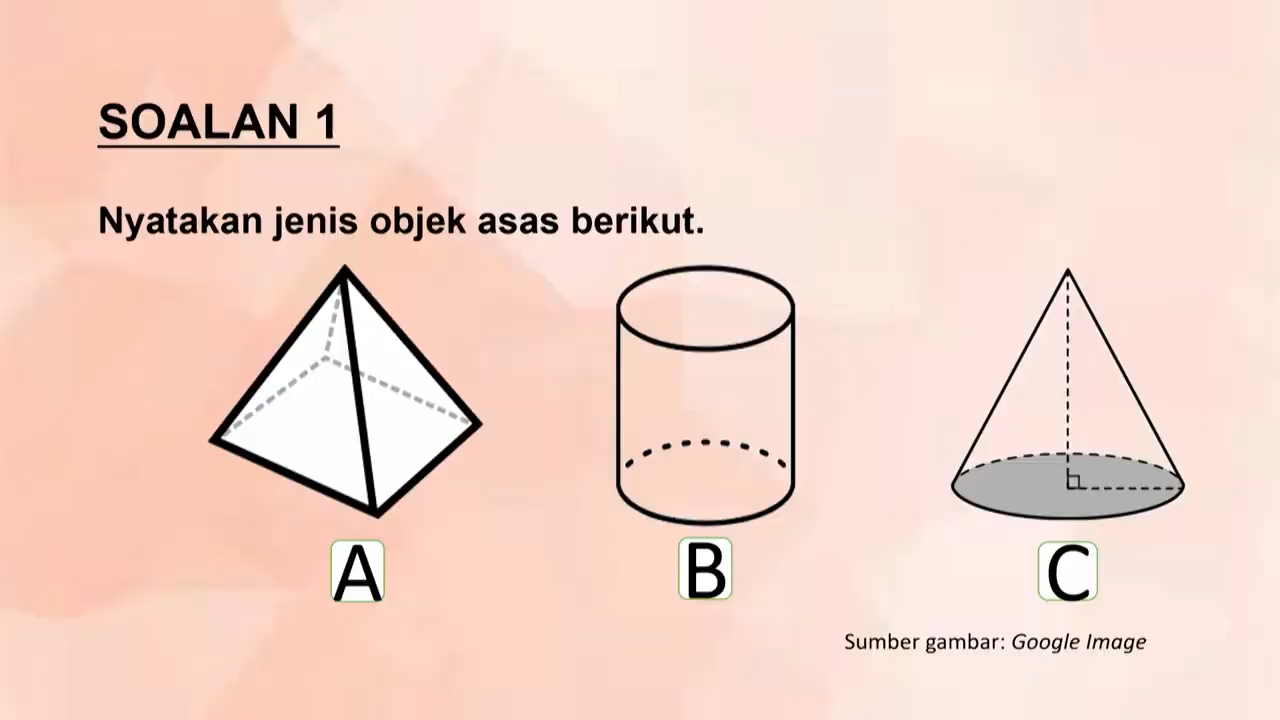 SOALAN 1
Nyatakan jenis objek asas berikut.
A
B
C
Sumber gambar: Google Image